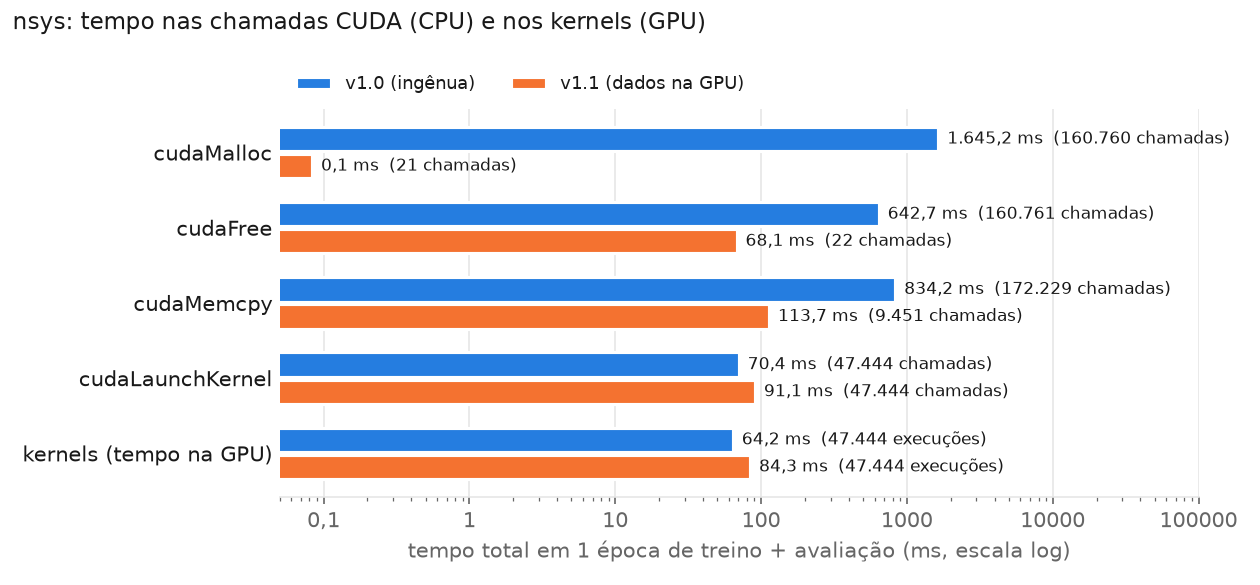 nsys: tempo nas chamadas CUDA (CPU) e nos kernels (GPU)
v1.0 (ingênua)
v1.1 (dados na GPU)
cudaMalloc
1.645,2 ms (160.760 chamadas)
0,1 ms (21 chamadas)
cudaFree
642,7 ms (160.761 chamadas)
68,1 ms (22 chamadas)
cudaMemcpy
834,2 ms (172.229 chamadas)
113,7 ms (9.451 chamadas)
cudaLaunchKernel
70,4 ms (47.444 chamadas)
91,1 ms (47.444 chamadas)
kernels (tempo na GPU)
64,2 ms (47.444 execuções)
84,3 ms (47.444 execuções)
0,1 1 10 100 1000 10000 100000
tempo total em 1 época de treino + avaliação (ms, escala log)